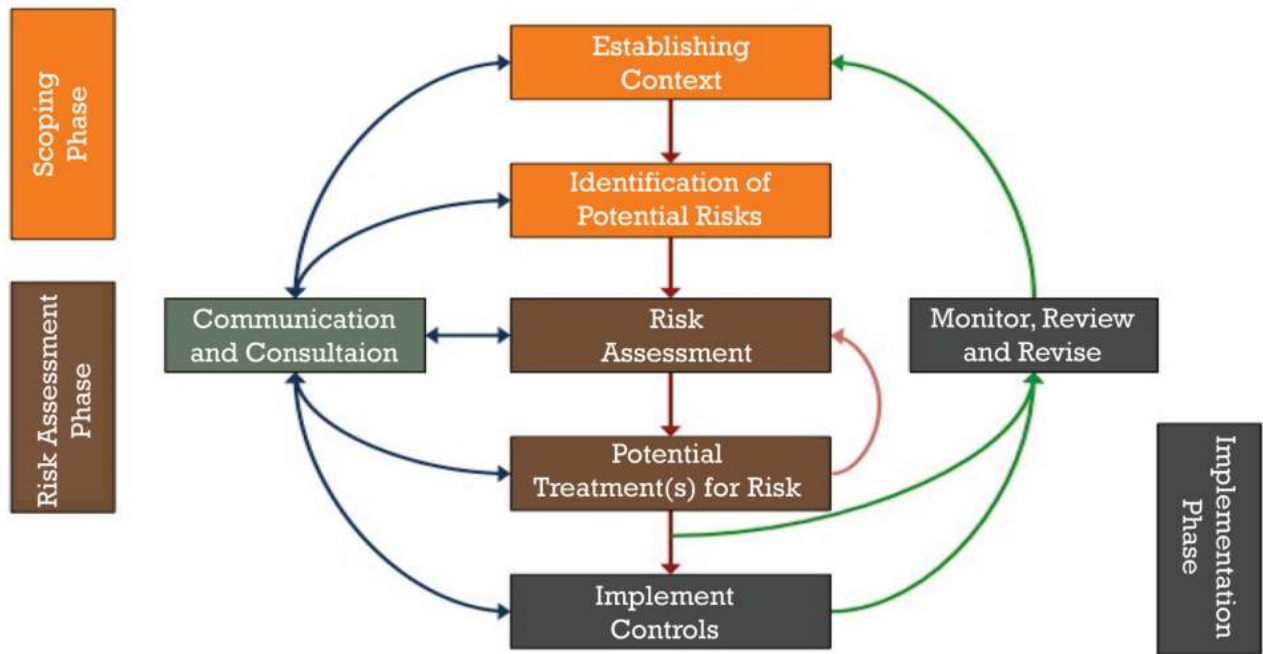 Scoping
Phase
Establishing
Context
Identification of
Potential Risks
Risk Assessment
Phase
Communication
and Consultaion
Risk
Assessment
Monitor, Review
and Revise
Potential
Treatment(s) for Risk
Implementation
Phase
Implement
Controls